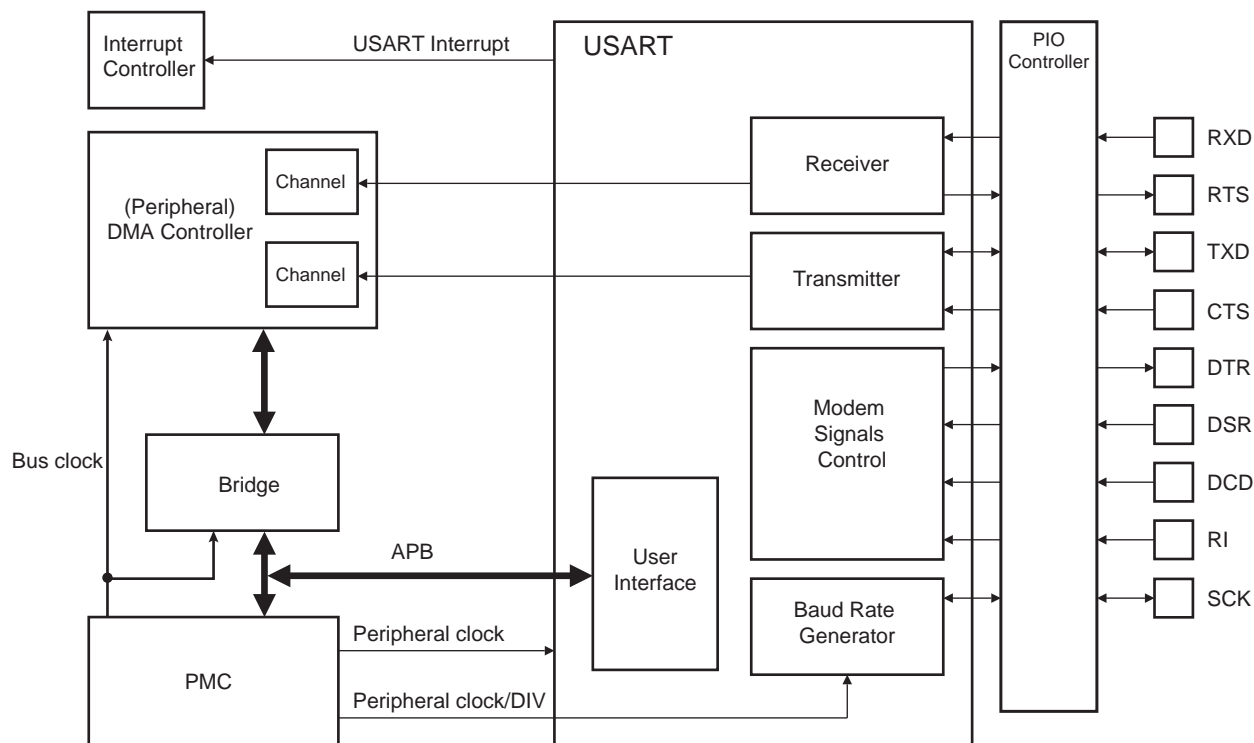 Interrupt
Controller
USART Interrupt
USART
PIO
Controller
(Peripheral)
DMA Controller
Channel
Channel
Receiver
Transmitter
Modem
Signals
Control
RXD
RTS
TXD
CTS
DTR
DSR
DCD
RI
SCK
Bus clock
Bridge
APB
User
Interface
Baud Rate
Generator
PMC
Peripheral clock
Peripheral clock/DIV